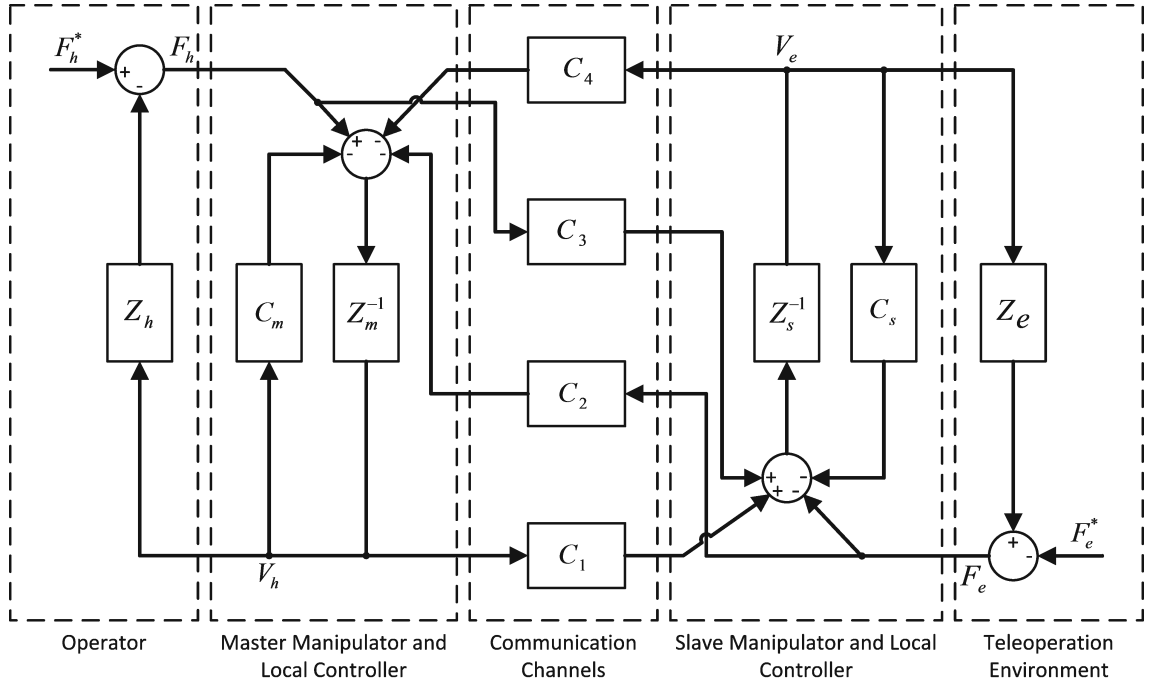 F_h^* F_h V_e
+ -
C_4
+ - - -
C_3
Z_h C_m Z_m^{-1} Z_s^{-1} C_s Z_e
C_2
+ - + -
C_1
V_h
+ -
F_e^*
F_e
Operator
Master Manipulator and
Local Controller
Communication
Channels
Slave Manipulator and Local
Controller
Teleoperation
Environment